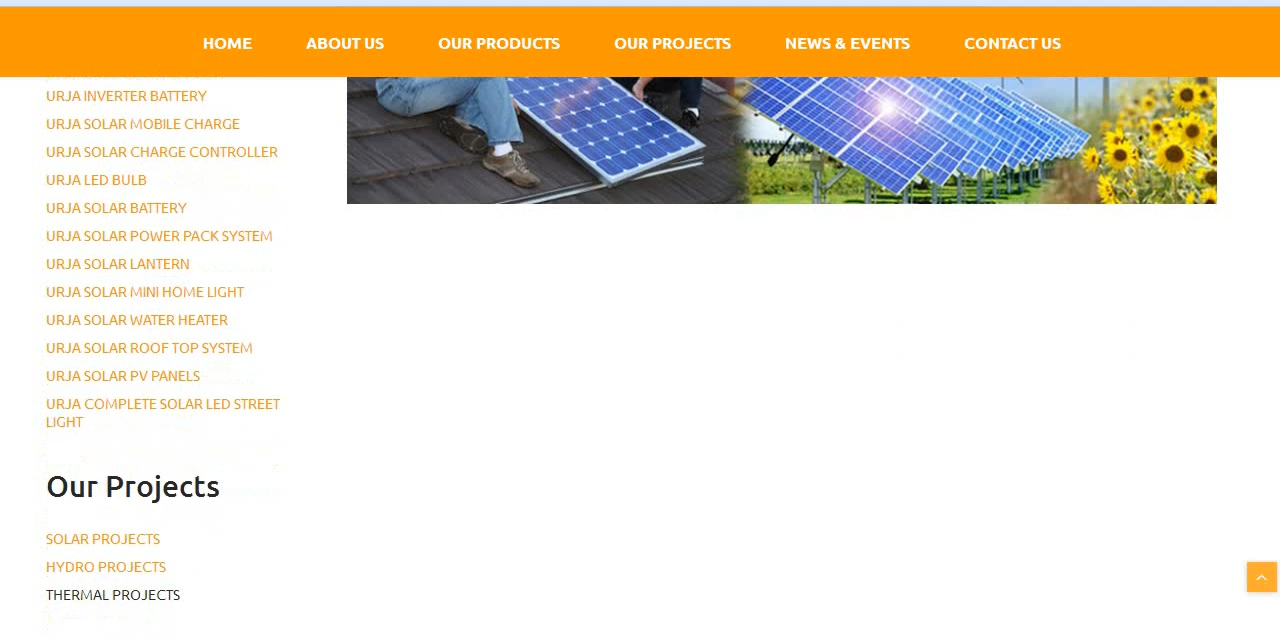 HOME ABOUT US OUR PRODUCTS OUR PROJECTS NEWS & EVENTS CONTACT US
URJA INVERTER BATTERY
URJA SOLAR MOBILE CHARGE
URJA SOLAR CHARGE CONTROLLER
URJA LED BULB
URJA SOLAR BATTERY
URJA SOLAR POWER PACK SYSTEM
URJA SOLAR LANTERN
URJA SOLAR MINI HOME LIGHT
URJA SOLAR WATER HEATER
URJA SOLAR ROOF TOP SYSTEM
URJA SOLAR PV PANELS
URJA COMPLETE SOLAR LED STREET
LIGHT
Our Projects
SOLAR PROJECTS
HYDRO PROJECTS
THERMAL PROJECTS